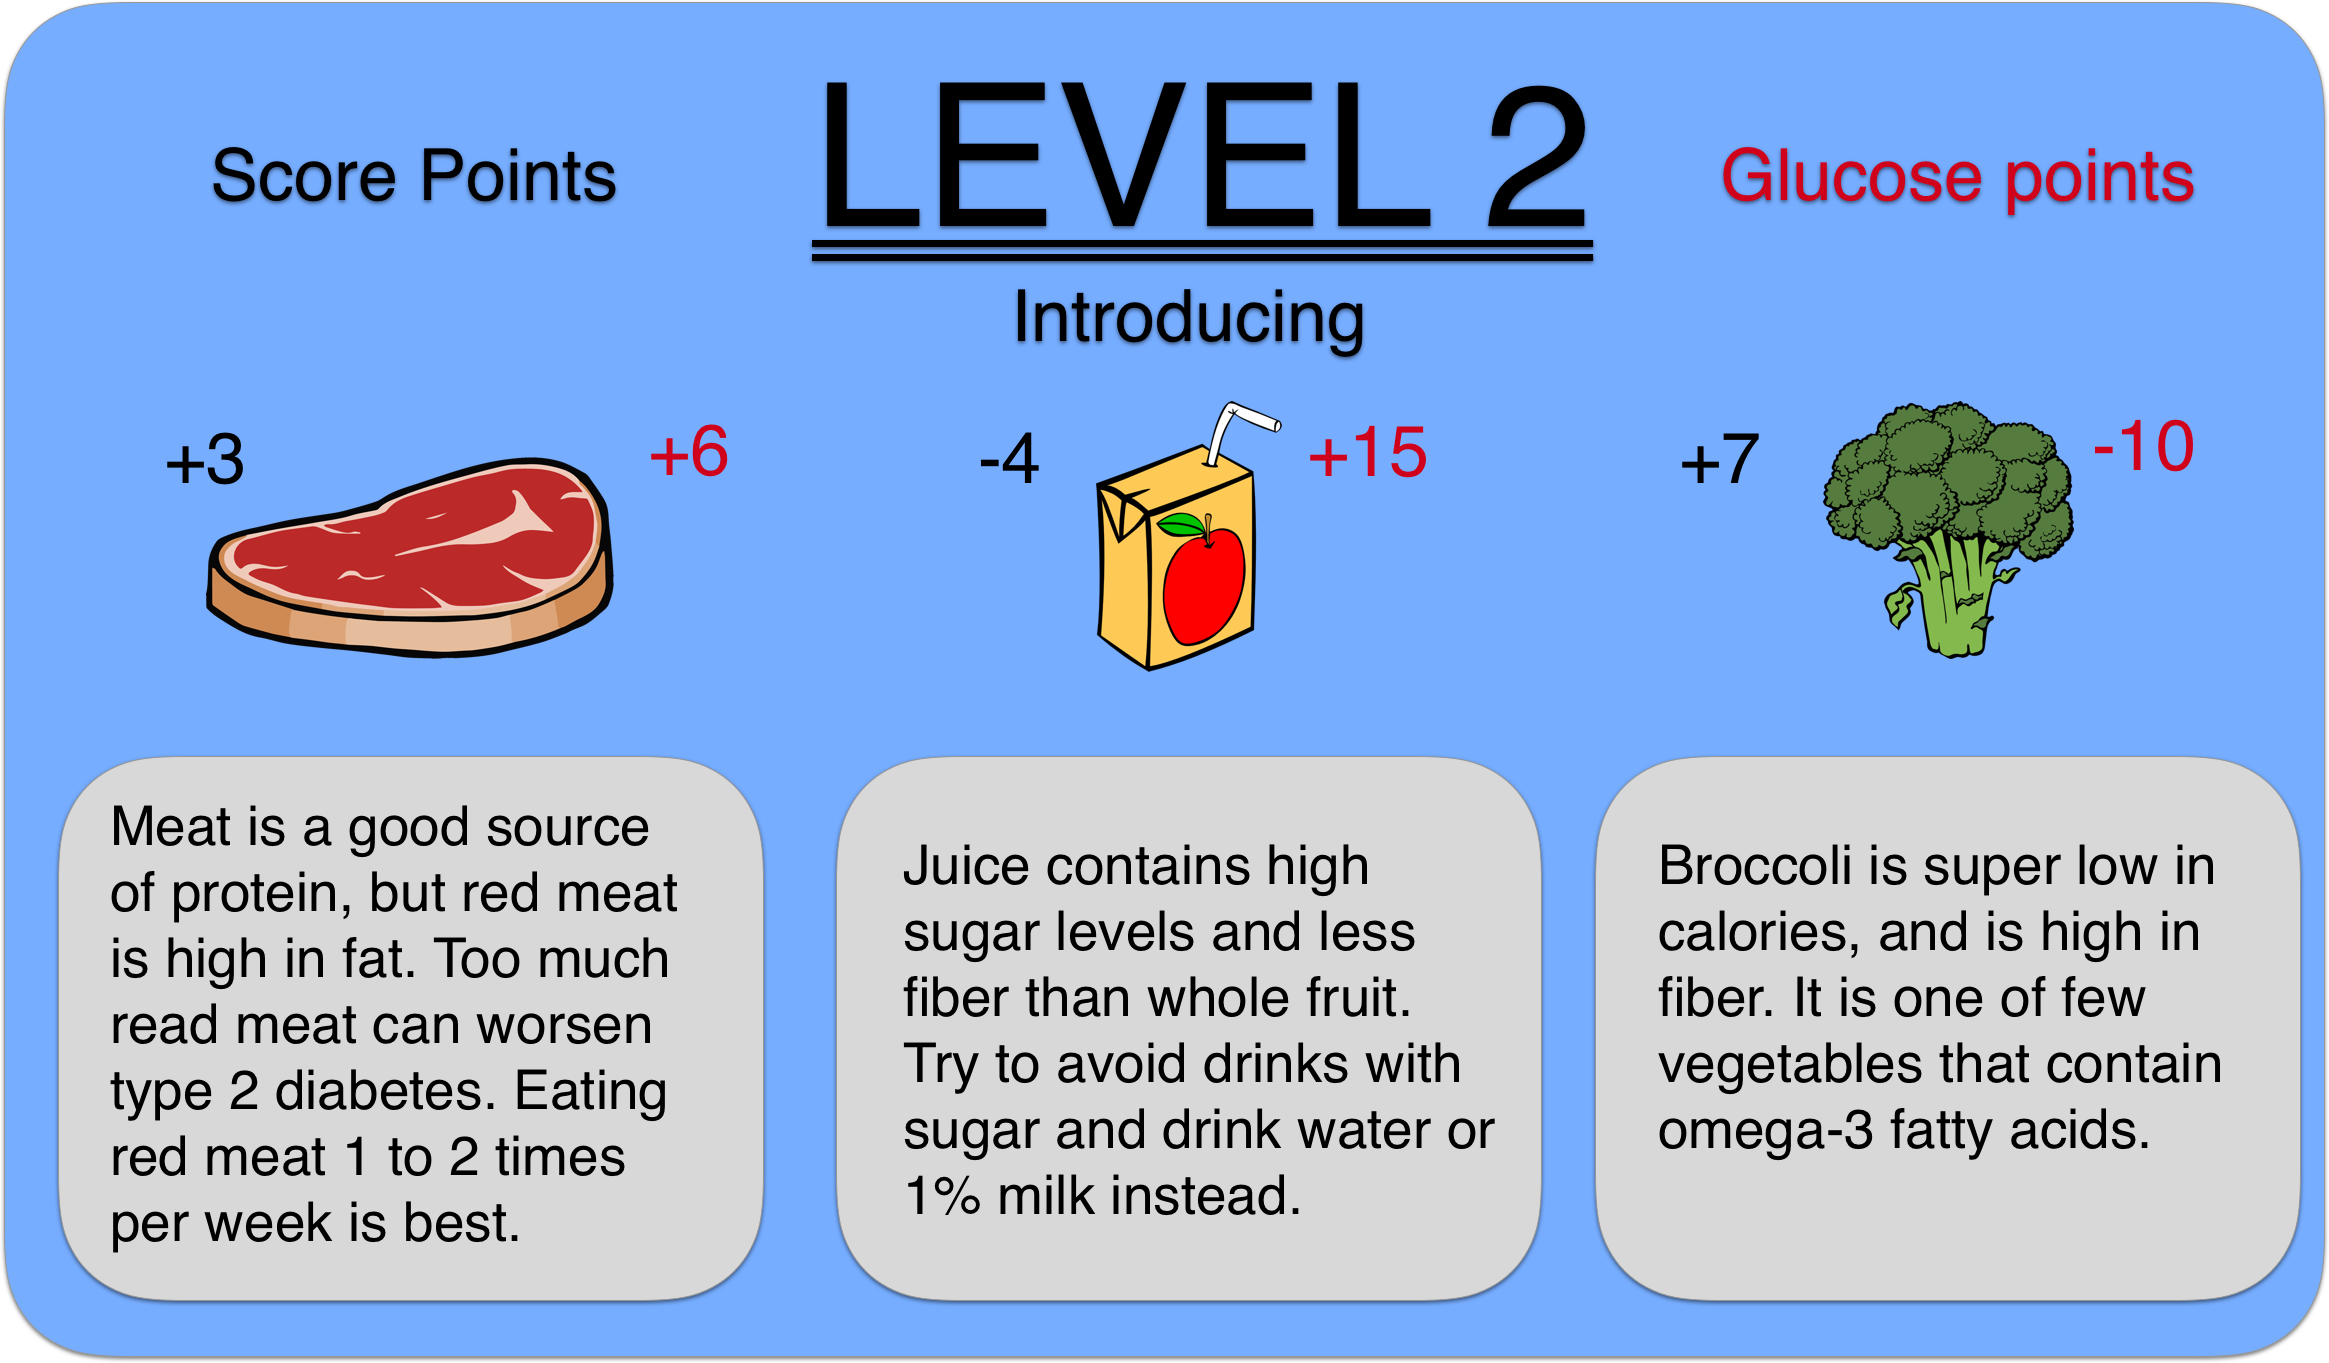 LEVEL 2
Score Points
Glucose points
Introducing
+3
+6
-4
+15
+7
-10
Meat is a good source
of protein, but red meat
is high in fat. Too much
read meat can worsen
type 2 diabetes. Eating
red meat 1 to 2 times
per week is best.
Juice contains high
sugar levels and less
fiber than whole fruit.
Try to avoid drinks with
sugar and drink water or
1% milk instead.
Broccoli is super low in
calories, and is high in
fiber. It is one of few
vegetables that contain
omega-3 fatty acids.